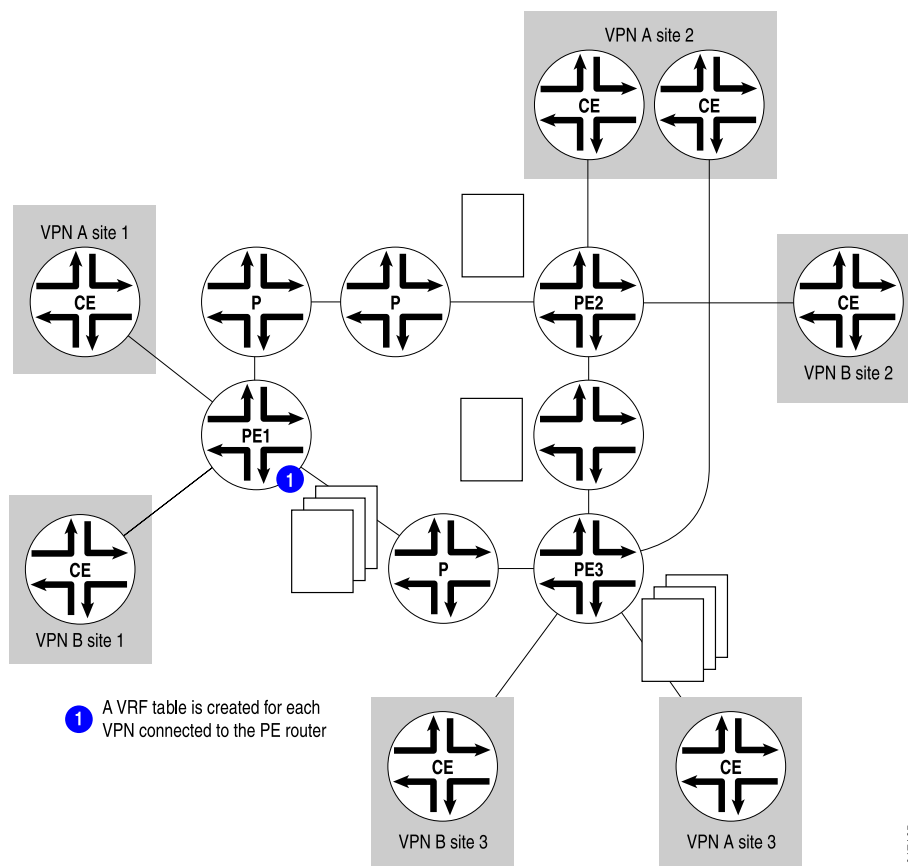 VPN A site 2
CE
CE
VPN A site 1
CE
P
P
PE2
CE
VPN B site 2
PE1
1
CE
VPN B site 1
P
PE3
1
A VRF table is created for each
VPN connected to the PE router
CE
VPN B site 3
CE
VPN A site 3